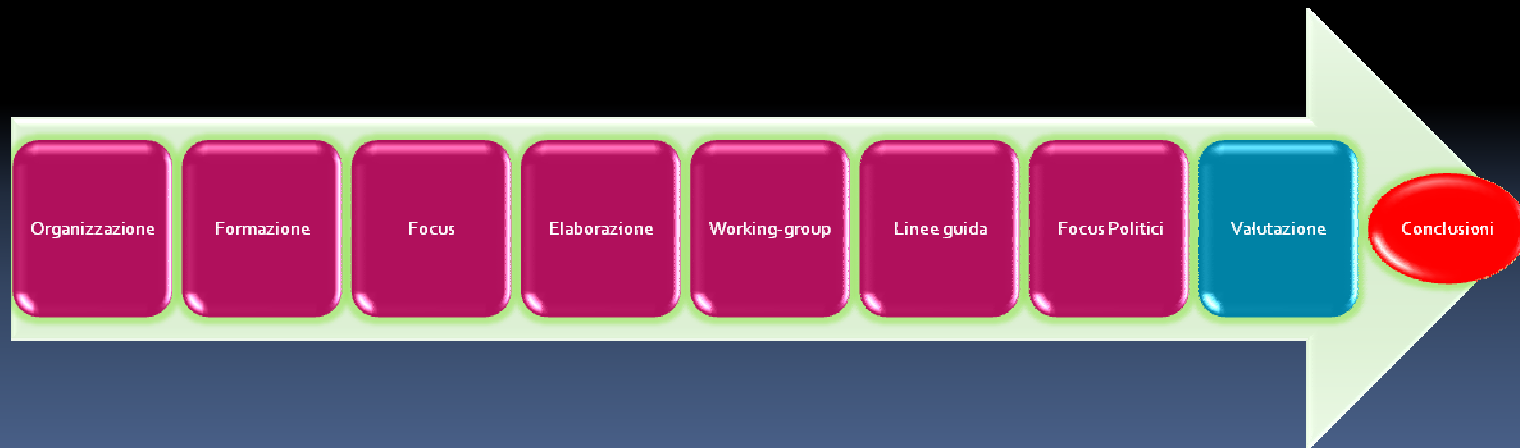 Organizzazione
Formazione
Focus
Elaborazione
Working-group
Linee guida
Focus Politici
Valutazione
Conclusioni